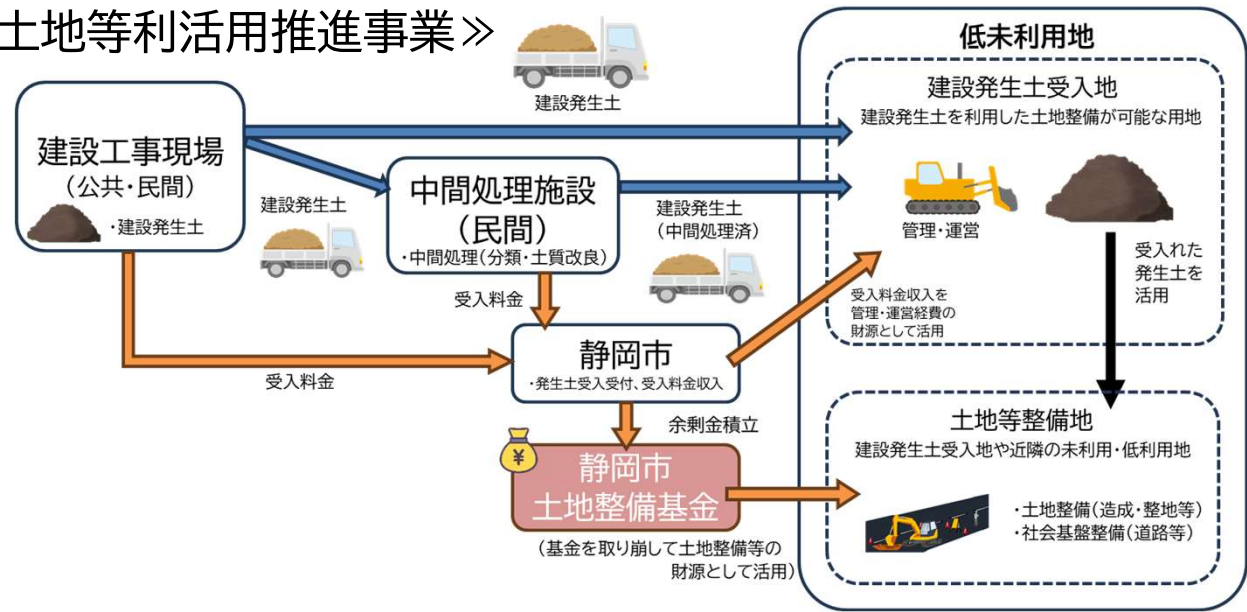 土地等利活用推進事業≫
建設発生土
建設工事現場
（公共・民間）
・建設発生土
建設発生土
中間処理施設
（民間）
・中間処理（分類・土質改良）
建設発生土
（中間処理済）
受入料金
受入料金
静岡市
・発生土受入受付、受入料金収入
余剰金積立
¥
静岡市
土地整備基金
（基金を取り崩して土地整備等の
財源として活用）
低未利用地
建設発生土受入地
建設発生土を利用した土地整備が可能な用地
管理・運営
受入料金収入を
管理・運営経費の
財源として活用
受入れた
発生土を
活用
土地等整備地
建設発生土受入地や近隣の未利用・低利用地
・土地整備（造成・整地等）
・社会基盤整備（道路等）